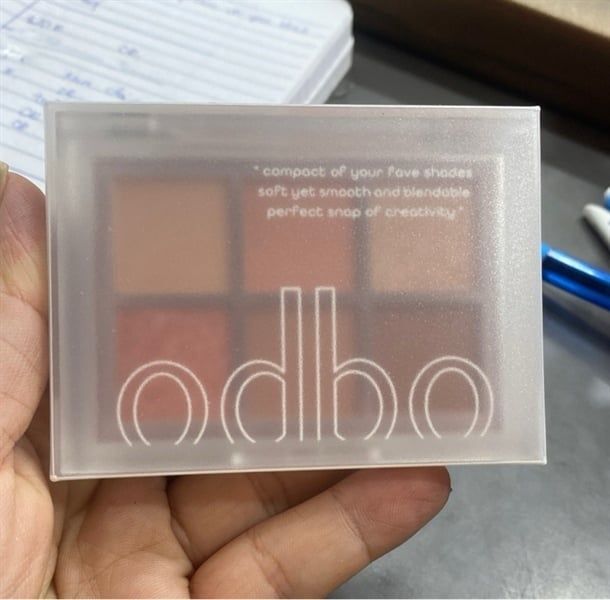 " compact of your fave shades
soft yet smooth and blendable
perfect snap of creativity "
odbo